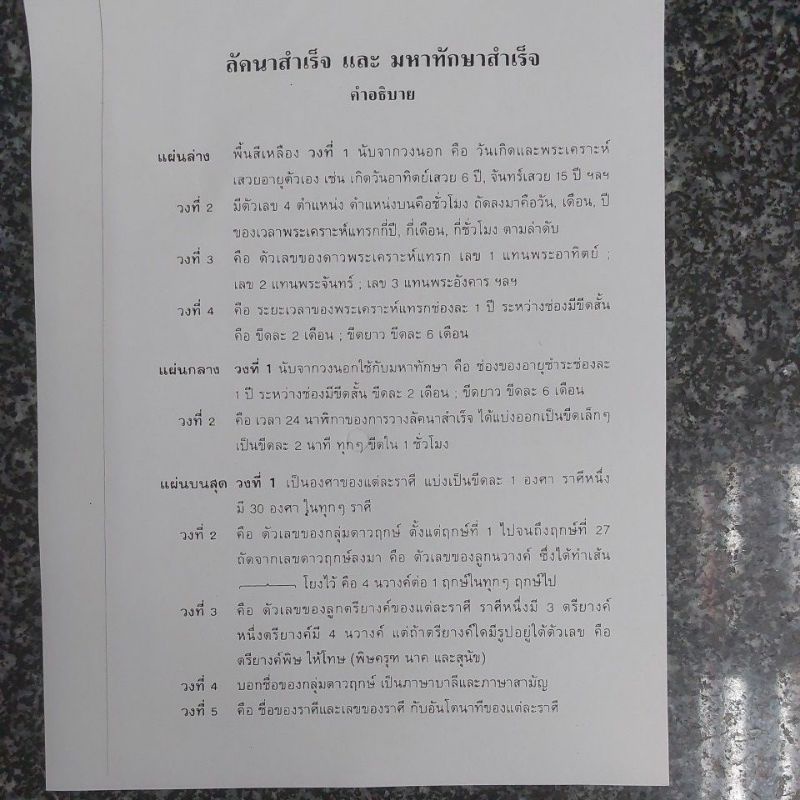 ลัคนาสำเร็จ และ มหาทักษาสำเร็จ
คำอธิบาย
แผ่นล่าง พื้นสีเหลือง วงที่ 1 นับจากวงนอก คือ วันเกิดและพระเคราะห์
เสวยอายุตัวเอง เช่น เกิดวันอาทิตย์เสวย 6 ปี, จันทร์เสวย 15 ปี ฯลฯ
วงที่ 2 มีตัวเลข 4 ตำแหน่ง ตำแหน่งบนคือชั่วโมง ถัดลงมาคือวัน, เดือน, ปี
ของเวลาพระเคราะห์แทรกกี่ปี, กี่เดือน, กี่ชั่วโมง ตามลำดับ
วงที่ 3 คือ ตัวเลขของดาวพระเคราะห์แทรก เลข 1 แทนพระอาทิตย์ ;
เลข 2 แทนพระจันทร์ ; เลข 3 แทนพระอังคาร ฯลฯ
วงที่ 4 คือ ระยะเวลาของพระเคราะห์แทรกช่องละ 1 ปี ระหว่างช่องมีขีดสั้น
คือ ขีดละ 2 เดือน ; ขีดยาว ขีดละ 6 เดือน
แผ่นกลาง วงที่ 1 นับจากวงนอกใช้กับมหาทักษา คือ ช่องของอายุชำระช่องละ
1 ปี ระหว่างช่องมีขีดสั้น ขีดละ 2 เดือน ; ขีดยาว ขีดละ 6 เดือน
วงที่ 2 คือ เวลา 24 นาฬิกาของการวางลัคนาสำเร็จ ได้แบ่งออกเป็นขีดเล็กๆ
เป็นขีดละ 2 นาที ทุกๆ ขีดใน 1 ชั่วโมง
แผ่นบนสุด วงที่ 1 เป็นองศาของแต่ละราศี แบ่งเป็นขีดละ 1 องศา ราศีหนึ่ง
มี 30 องศา ในทุกๆ ราศี
วงที่ 2 คือ ตัวเลขของกลุ่มดาวฤกษ์ ตั้งแต่ฤกษ์ที่ 1 ไปจนถึงฤกษ์ที่ 27
ถัดจากเลขดาวฤกษ์ลงมา คือ ตัวเลขของลูกนวางค์ ซึ่งได้ทำเส้น
โยงไว้ คือ 4 นวางค์ต่อ 1 ฤกษ์ในทุกๆ ฤกษ์ไป
วงที่ 3 คือ ตัวเลขของลูกตรียางค์ของแต่ละราศี ราศีหนึ่งมี 3 ตรียางค์
หนึ่งตรียางค์มี 4 นวางค์ แต่ถ้าตรียางค์ใดมีรูปอยู่ใต้ตัวเลข คือ
ตรียางค์พิษ ให้โทษ (พิษครุฑ นาค และสุนัข)
วงที่ 4 บอกชื่อของกลุ่มดาวฤกษ์ เป็นภาษาบาลีและภาษาสามัญ
วงที่ 5 คือ ชื่อของราศีและเลขของราศี กับอันโตนาทีของแต่ละราศี